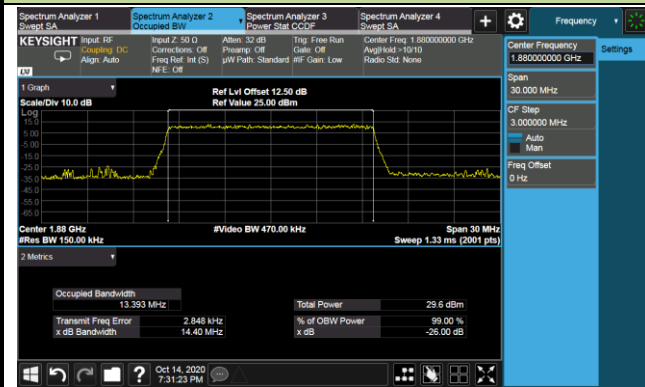 Spectrum Analyzer 1
Swept SA
Spectrum Analyzer 2
Occupied BW
Spectrum Analyzer 3
Power Stat CCDF
Spectrum Analyzer 4
Swept SA
Frequency
KEYSIGHT
Input: RF
Coupling: DC
Align: Auto
Input Z: 50 Ω
Corrections: Off
Freq Ref: Int (S)
NFE: Off
Atten: 32 dB
Preamp: Off
µW Path: Standard
Trig: Free Run
Gate: Off
#IF Gain: Low
Center Freq: 1.880000000 GHz
Avg|Hold:>10/10
Radio Std: None
LXI
Center Frequency
1.880000000 GHz
Settings
Span
30.000 MHz
CF Step
3.000000 MHz
Auto
Man
Freq Offset
0 Hz
1 Graph
Scale/Div 10.0 dB
Ref Lvl Offset 12.50 dB
Ref Value 25.00 dBm
Log
15.0
5.00
-5.00
-15.0
-25.0
-35.0
-45.0
-55.0
-65.0
Center 1.88 GHz
#Res BW 150.00 kHz
#Video BW 470.00 kHz
Span 30 MHz
Sweep 1.33 ms (2001 pts)
2 Metrics
Occupied Bandwidth
13.393 MHz
Total Power 29.6 dBm
Transmit Freq Error 2.848 kHz
% of OBW Power 99.00 %
x dB Bandwidth 14.40 MHz
x dB -26.00 dB
Oct 14, 2020
7:31:23 PM